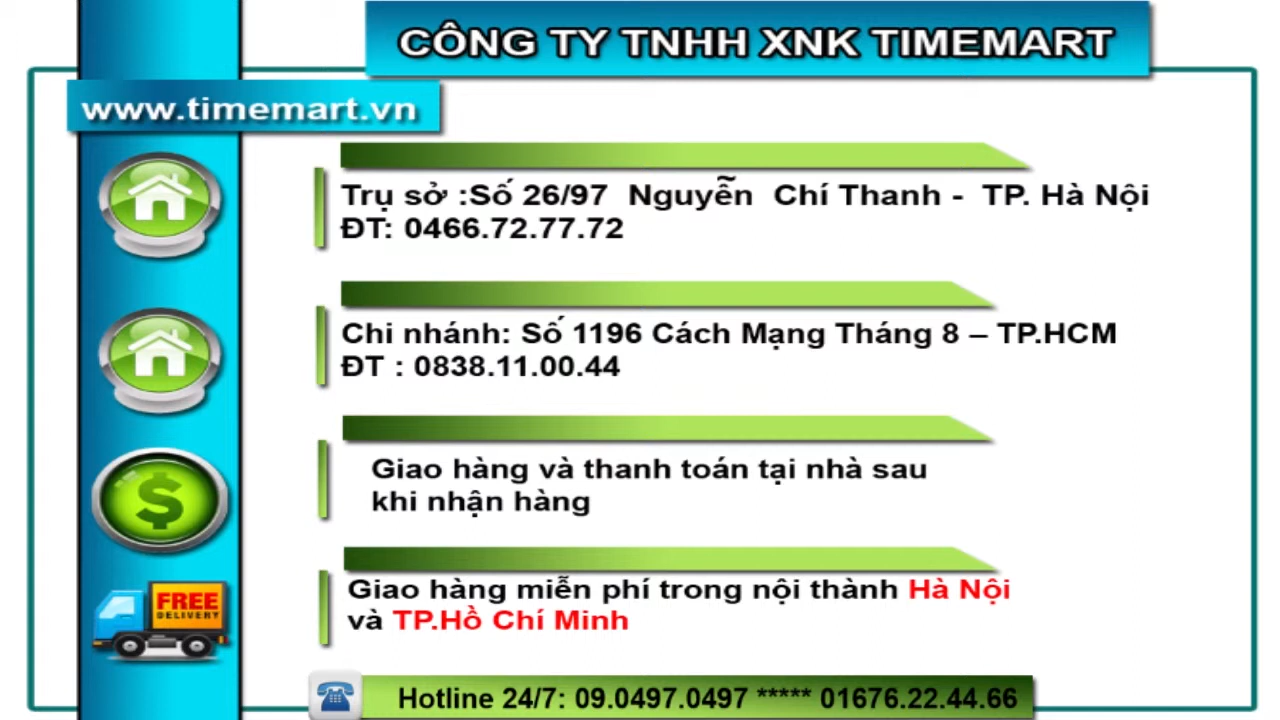 CÔNG TY TNHH XNK TIMEMART
www.timemart.vn
Trụ sở :Số 26/97 Nguyễn Chí Thanh - TP. Hà Nội
ĐT: 0466.72.77.72
Chi nhánh: Số 1196 Cách Mạng Tháng 8 – TP.HCM
ĐT : 0838.11.00.44
Giao hàng và thanh toán tại nhà sau
khi nhận hàng
$
FREE
DELIVERY
Giao hàng miễn phí trong nội thành Hà Nội
và TP.Hồ Chí Minh
Hotline 24/7: 09.0497.0497 ***** 01676.22.44.66